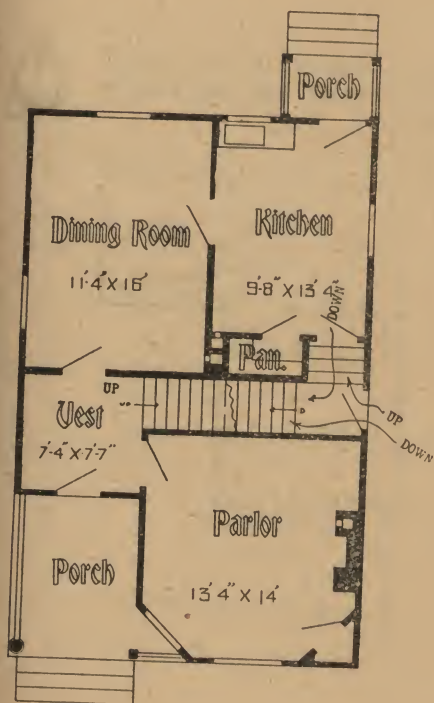 Porch
Dining Room
11'-4" X 16'
Kitchen
9'-8" X 13' 4"
DOWN
Pan.
UP
UP
DOWN
Vest
7'-4" X 7'-7"
Parlor
13' 4" X 14'
Porch